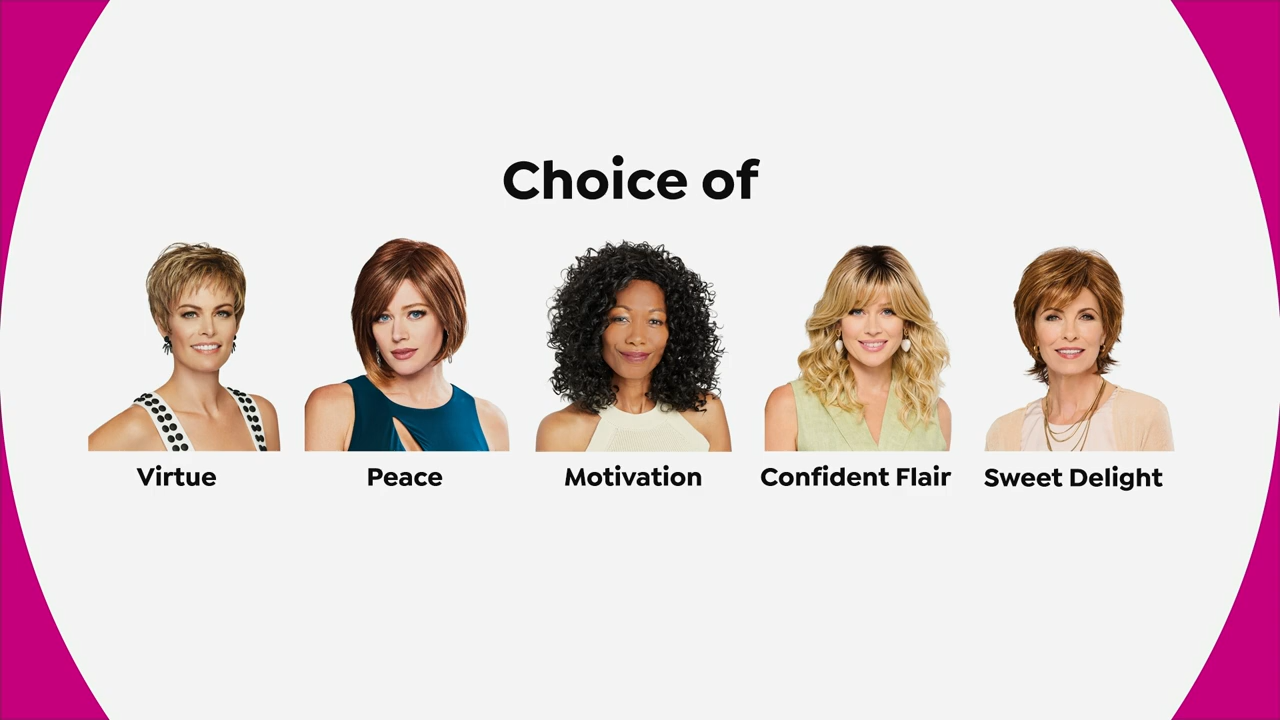 Choice of
Virtue
Peace
Motivation
Confident Flair
Sweet Delight